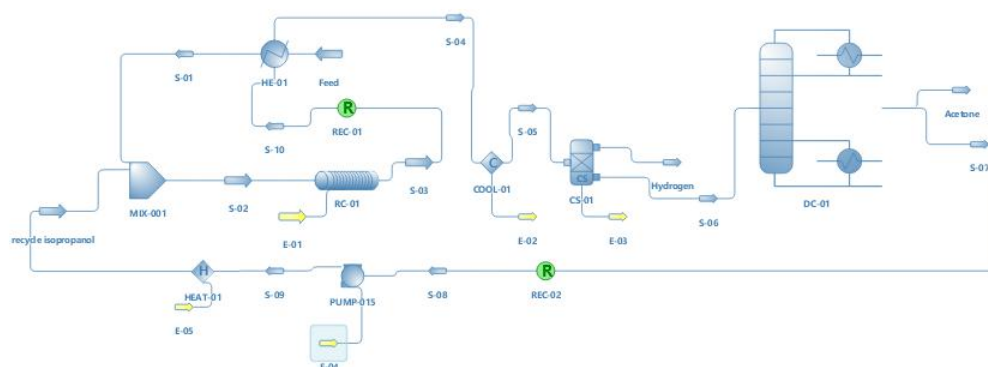 S-04
S-01
HE-01
Feed
R
REC-01
S-10
S-05
S-03
C
COOL-01
MIX-001
S-02
RC-01
E-01
E-02
CS
CS-01
E-03
Hydrogen
S-06
DC-01
Acetone
S-07
recycle isopropanol
H
HEAT-01
S-09
PUMP-015
S-08
R
REC-02
E-05
E-04